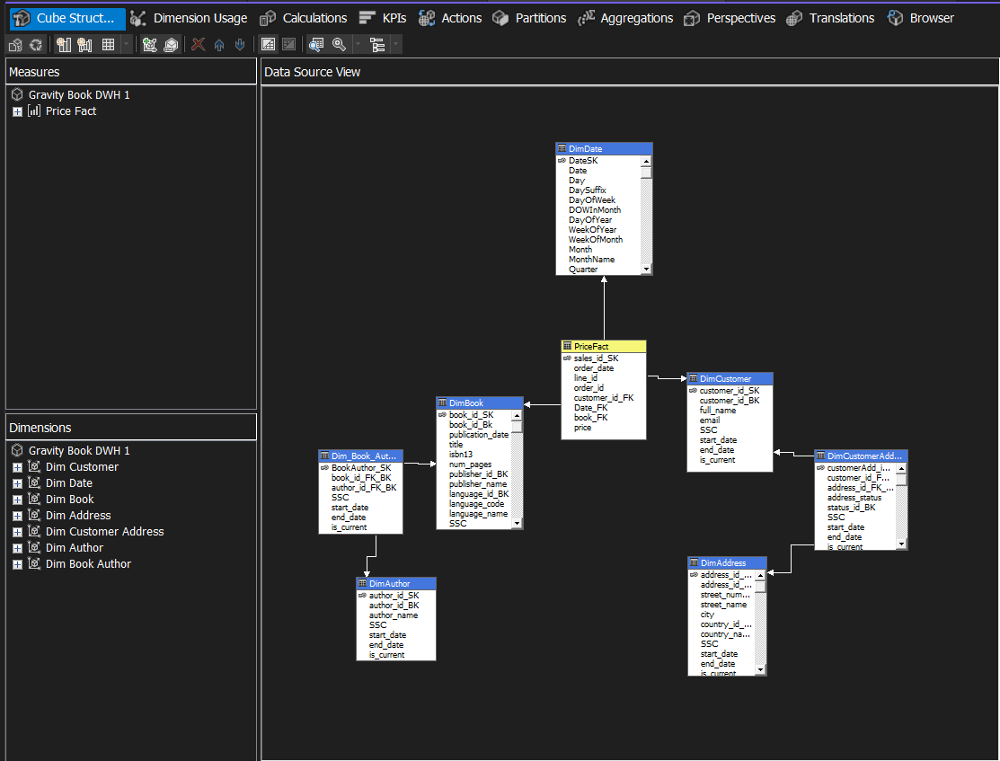 Cube Struct...
Dimension Usage
Calculations
KPIs
Actions
Partitions
Aggregations
Perspectives
Translations
Browser
Measures
Gravity Book DWH 1
Price Fact
Dimensions
Gravity Book DWH 1
Dim Customer
Dim Date
Dim Book
Dim Address
Dim Customer Address
Dim Author
Dim Book Author
Data Source View
DimDate
DateSK
Date
Day
DaySuffix
DayOfWeek
DOWInMonth
DayOfYear
WeekOfYear
WeekOfMonth
Month
MonthName
Quarter
PriceFact
sales_id_SK
order_date
line_id
order_id
customer_id_FK
Date_FK
book_FK
price
DimCustomer
customer_id_SK
customer_id_BK
full_name
email
SSC
start_date
end_date
is_current
DimBook
book_id_SK
book_id_Bk
publication_date
title
isbn13
num_pages
publisher_id_BK
publisher_name
language_id_BK
language_code
language_name
SSC
Dim_Book_Aut...
BookAuthor_SK
book_id_FK_BK
author_id_FK_BK
SSC
start_date
end_date
is_current
DimCustomerAdd...
customerAdd_i...
customer_id_F...
address_id_FK_...
address_status
status_id_BK
SSC
start_date
end_date
is_current
DimAuthor
author_id_SK
author_id_BK
author_name
SSC
start_date
end_date
is_current
DimAddress
address_id_...
address_id_...
street_num...
street_name
city
country_id_...
country_na...
SSC
start_date
end_date
is_current